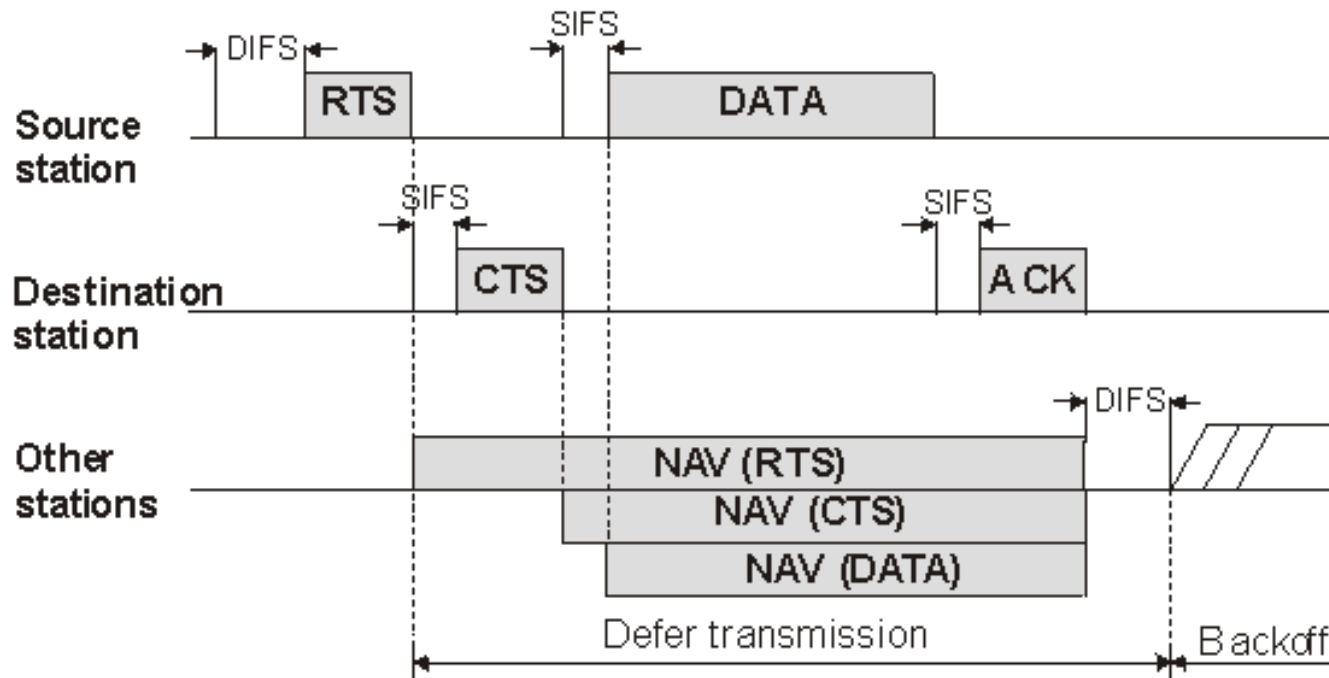 SIFS
DIFS
RTS
DATA
Source
station
SIFS
SIFS
CTS
ACK
Destination
station
DIFS
Other
stations
NAV (RTS)
NAV (CTS)
NAV (DATA)
Defer transmission
Backoff